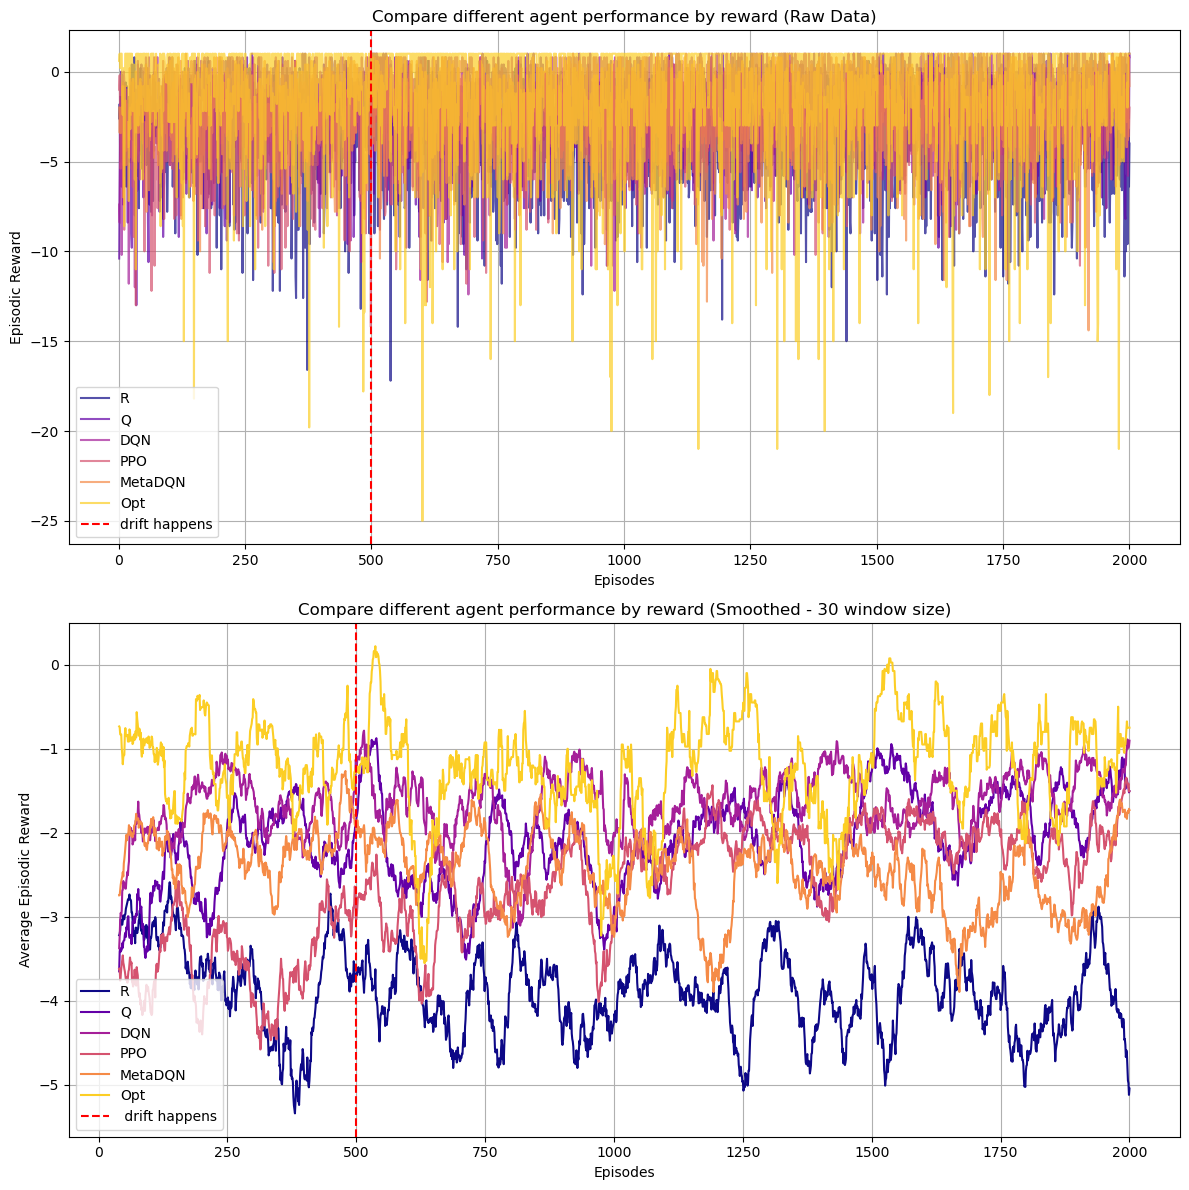 Compare different agent performance by reward (Raw Data)
Episodic Reward
0
−5
−10
−15
−20
−25
R
Q
DQN
PPO
MetaDQN
Opt
drift happens
0 250 500 750 1000 1250 1500 1750 2000
Episodes
Compare different agent performance by reward (Smoothed - 30 window size)
Average Episodic Reward
0
−1
−2
−3
−4
−5
R
Q
DQN
PPO
MetaDQN
Opt
drift happens
0 250 500 750 1000 1250 1500 1750 2000
Episodes